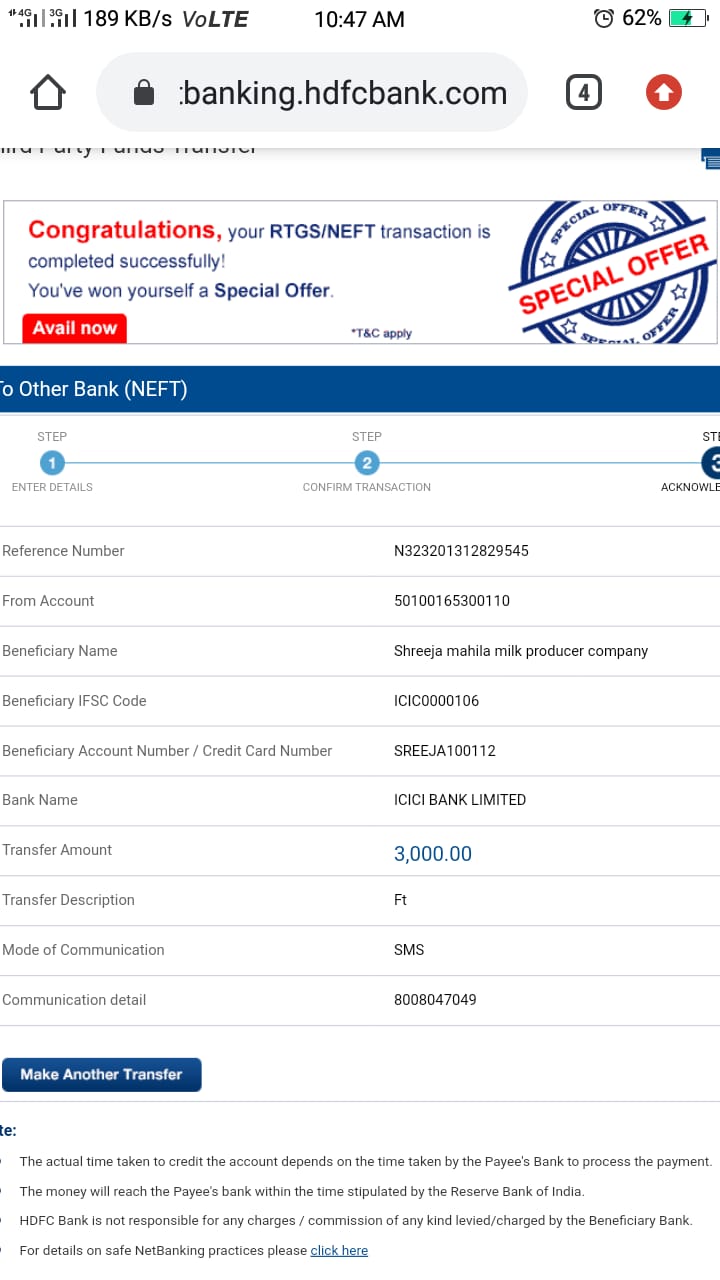 4G 3G 189 KB/s VoLTE 10:47 AM 62%
:banking.hdfcbank.com 4
Party Funds Transfer
Congratulations, your RTGS/NEFT transaction is
completed successfully!
You've won yourself a Special Offer.
Avail now
*T&C apply
SPECIAL OFFER
SPECIAL OFFER
SPECIAL OFFER
To Other Bank (NEFT)
STEP STEP STE
1 2 3
ENTER DETAILS CONFIRM TRANSACTION ACKNOWLE
Reference Number N323201312829545
From Account 50100165300110
Beneficiary Name Shreeja mahila milk producer company
Beneficiary IFSC Code ICIC0000106
Beneficiary Account Number / Credit Card Number SREEJA100112
Bank Name ICICI BANK LIMITED
Transfer Amount 3,000.00
Transfer Description Ft
Mode of Communication SMS
Communication detail 8008047049
Make Another Transfer
te:
The actual time taken to credit the account depends on the time taken by the Payee's Bank to process the payment.
The money will reach the Payee's bank within the time stipulated by the Reserve Bank of India.
HDFC Bank is not responsible for any charges / commission of any kind levied/charged by the Beneficiary Bank.
For details on safe NetBanking practices please click here